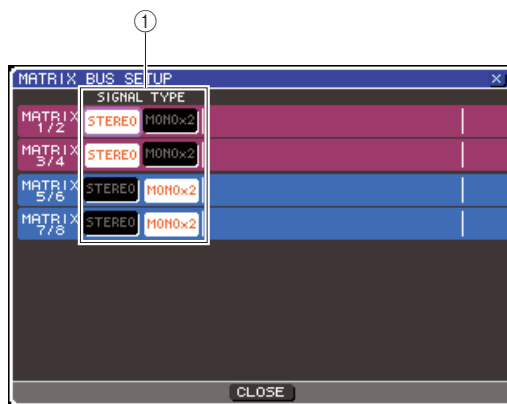 ①
MATRIX BUS SETUP ×
SIGNAL TYPE
MATRIX 1/2 STEREO MONO×2
MATRIX 3/4 STEREO MONO×2
MATRIX 5/6 STEREO MONO×2
MATRIX 7/8 STEREO MONO×2
CLOSE